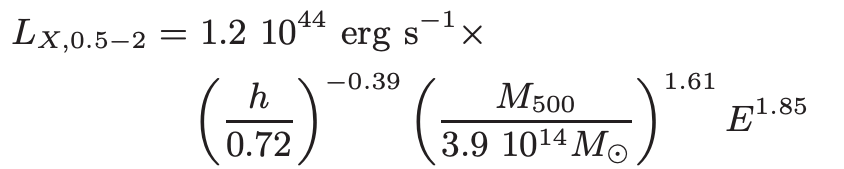 L_{X,0.5−2} = 1.2 10^{44} erg s^{−1} ×
(h / 0.72)^{−0.39} (M_{500} / 3.9 10^{14} M_⊙)^{1.61} E^{1.85}